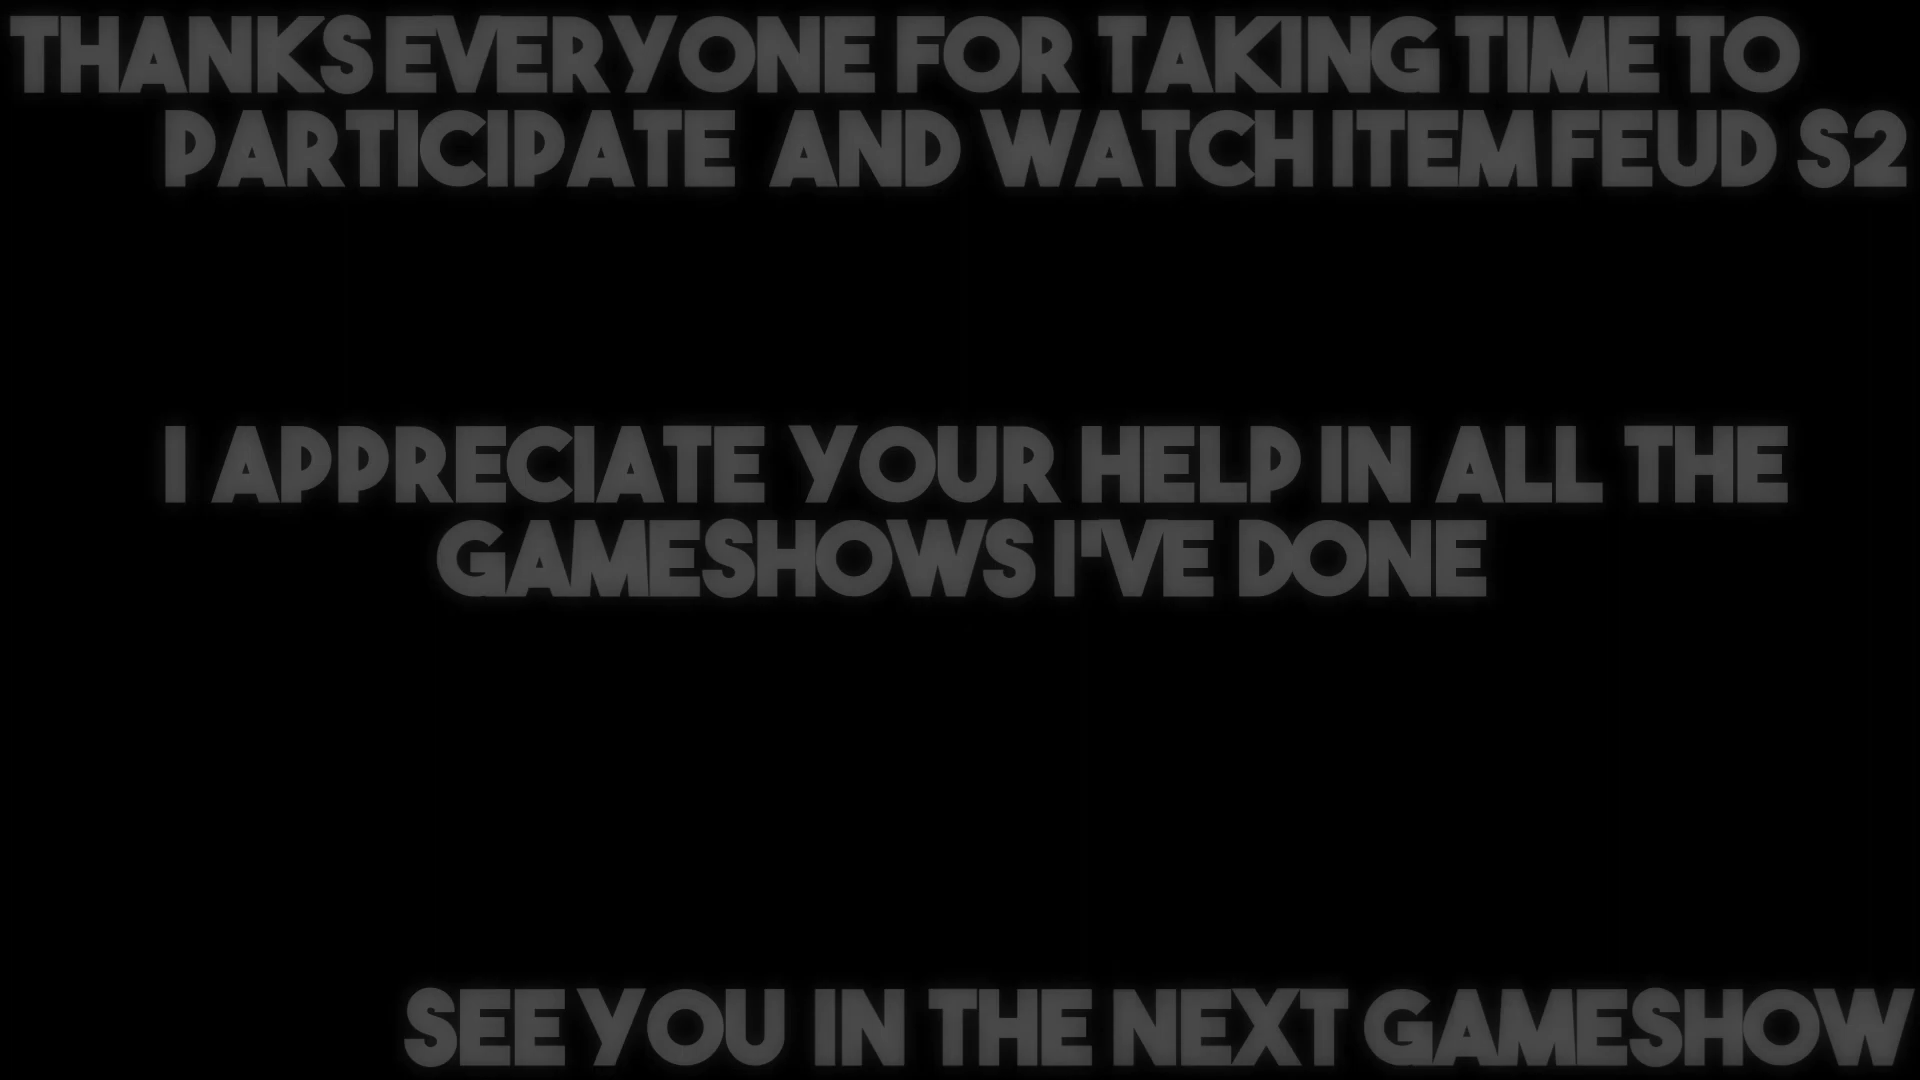 THANKS EVERYONE FOR TAKING TIME TO
PARTICIPATE AND WATCH ITEM FEUD S2
I APPRECIATE YOUR HELP IN ALL THE
GAMESHOWS I'VE DONE
SEE YOU IN THE NEXT GAMESHOW